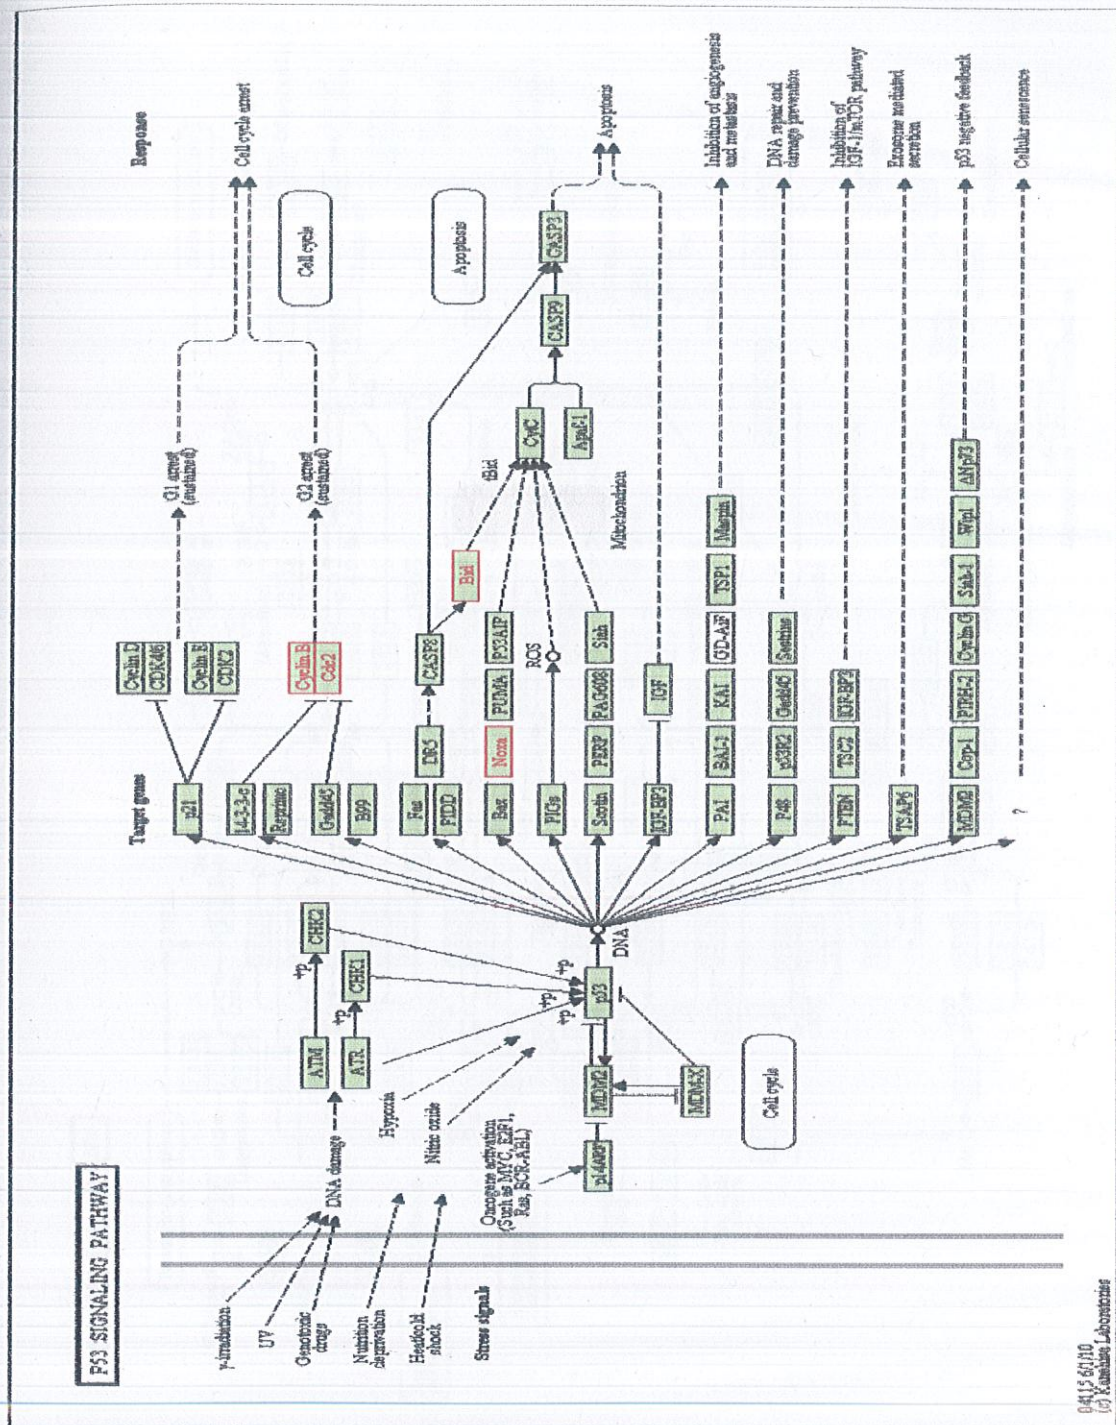 P53 SIGNALING PATHWAY
Target gene
Response
γ-irradiation
UV
Genotoxic
drugs
Nutrition
deprivation
Heat/cold
shock
Stress signals
DNA damage
Hypoxia
Nitric oxide
Oncogene activation
(Such as MYC, E2F1,
Ras, BCR-ABL)
ATM
+p
CHK2
ATR
+p
CHK1
p14ARF
MDM2
MDM-X
+p
+p
+p
p53
DNA
Cell cycle
p21
Cyclin D
CDK4/6
Cyclin E
CDK2
G1 arrest
(sustained)
14-3-3-σ
Reprimo
Gadd45
B99
Cyclin B
Cdc2
G2 arrest
(sustained)
Cell cycle arrest
Cell cycle
Fas
PIDD
DR5
CASP8
Bid
tBid
Apoptosis
Bax
Noxa
PUMA
P53AIP
PIGs
ROS
CytC
Apaf-1
CASP9
CASP3
Apoptosis
Scotin
PERP
PAG608
Siah
Mitochondrion
IGF-BP3
IGF
PAI
BAI-1
KAI
GD-AiF
TSP1
Maspin
Inhibition of angiogenesis
and metastasis
P48
p53R2
Gadd45
Sestrins
DNA repair and
damage prevention
PTEN
TSC2
IGF-BP3
Inhibition of
IGF-1/mTOR pathway
TSAP6
Exosome mediated
secretion
MDM2
Cop-1
PIRH-2
Cyclin G
Siah-1
Wip1
ΔNp73
p53 negative feedback
?
Cellular senescence
04115 6/1/10
(c) Kanehisa Laboratories